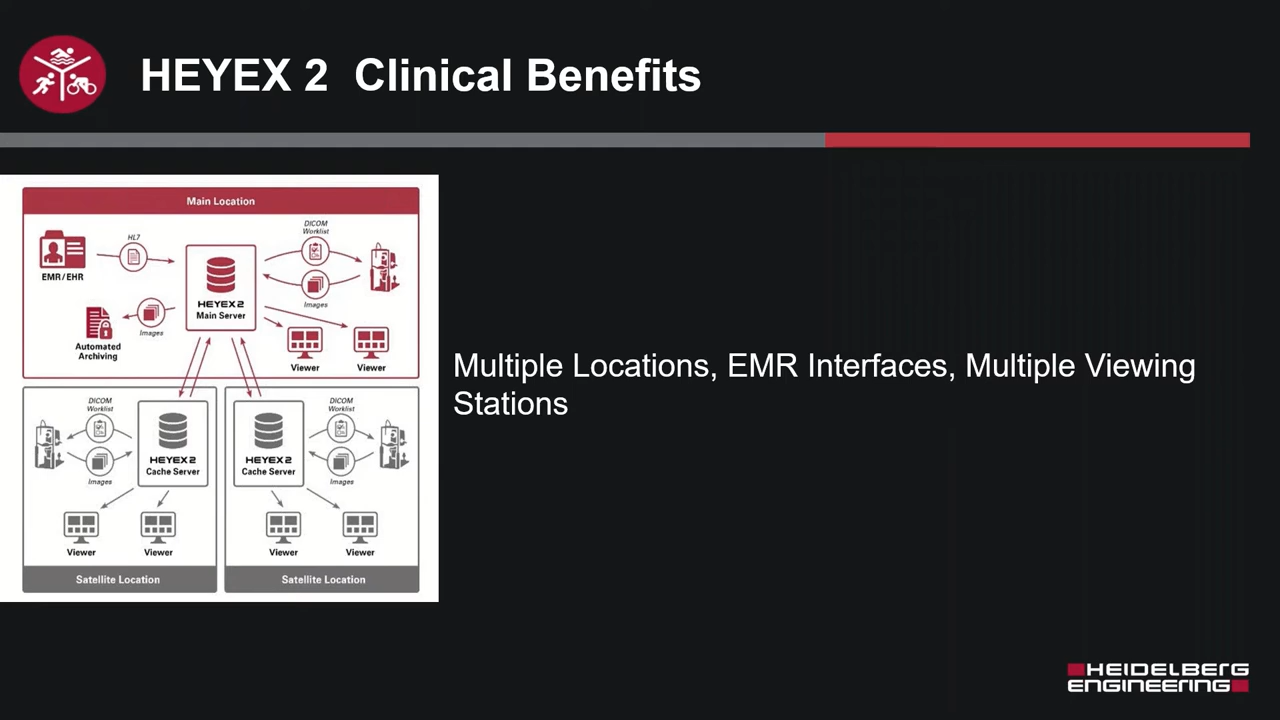 HEYEX 2 Clinical Benefits
Main Location
EMR/EHR
HL7
HEYEX 2
Main Server
DICOM
Worklist
Images
Images
Automated
Archiving
Viewer
Viewer
DICOM
Worklist
Images
HEYEX 2
Cache Server
Viewer
Viewer
Satellite Location
HEYEX 2
Cache Server
DICOM
Worklist
Images
Viewer
Viewer
Satellite Location
Multiple Locations, EMR Interfaces, Multiple Viewing
Stations
HEIDELBERG
ENGINEERING